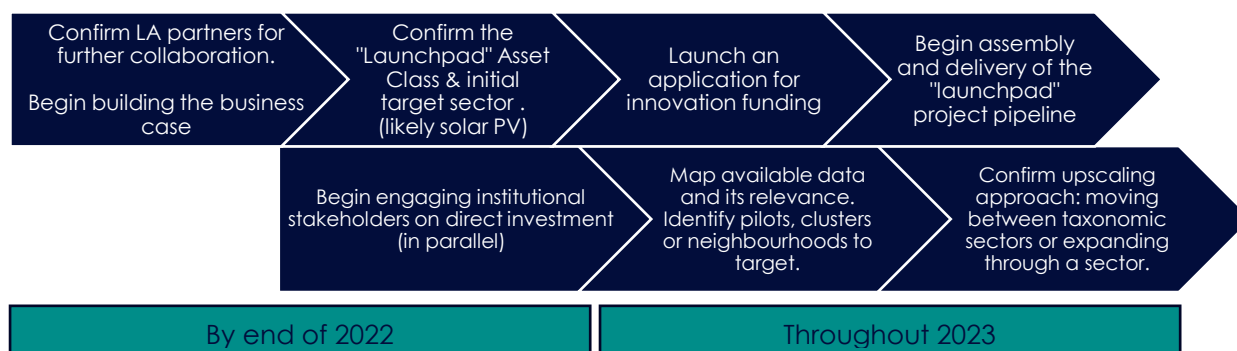 Confirm LA partners for
further collaboration.
Begin building the business
case
Confirm the
"Launchpad" Asset
Class & initial
target sector .
(likely solar PV)
Launch an
application for
innovation funding
Begin assembly
and delivery of the
"launchpad"
project pipeline
Begin engaging institutional
stakeholders on direct investment
(in parallel)
Map available data
and its relevance.
Identify pilots, clusters
or neighbourhoods to
target.
Confirm upscaling
approach: moving
between taxonomic
sectors or expanding
through a sector.
By end of 2022
Throughout 2023